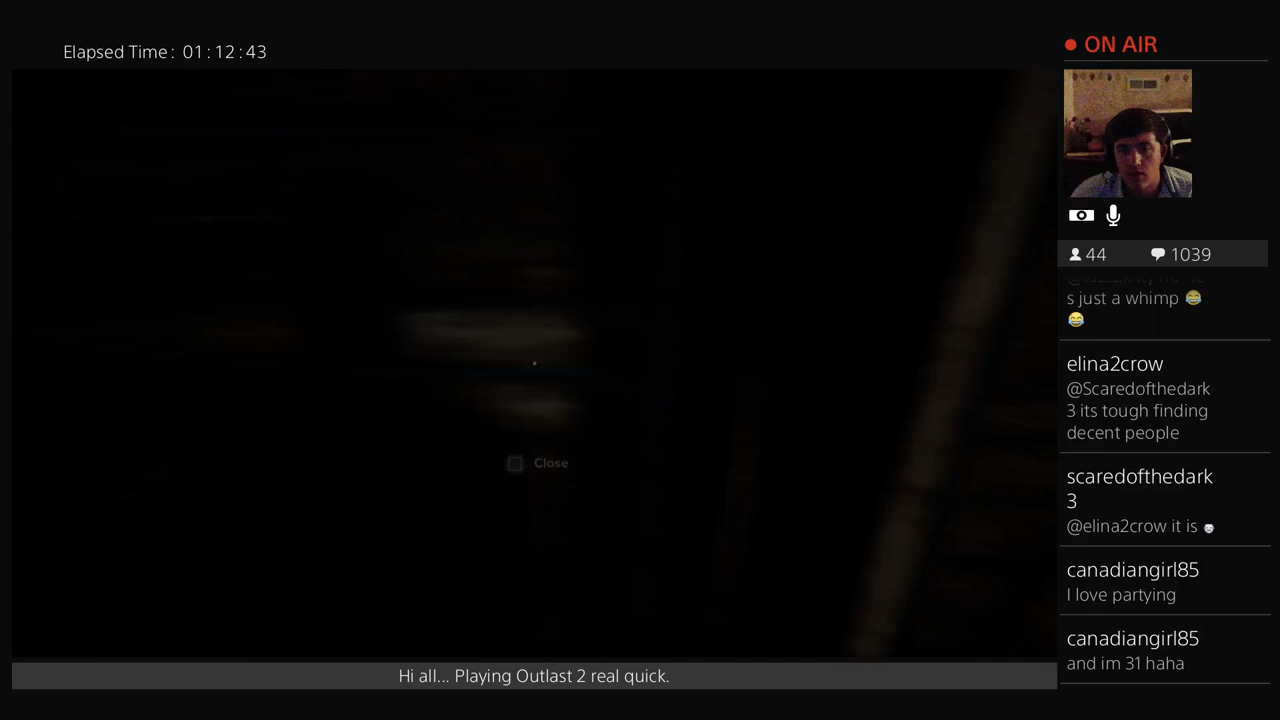 Elapsed Time: 01:12:43
ON AIR
44 1039
s just a whimp 😂
😂
elina2crow
@Scaredofthedark
3 its tough finding
decent people
scaredofthedark
3
@elina2crow it is
canadiangirl85
I love partying
canadiangirl85
and im 31 haha
Close
Hi all... Playing Outlast 2 real quick.